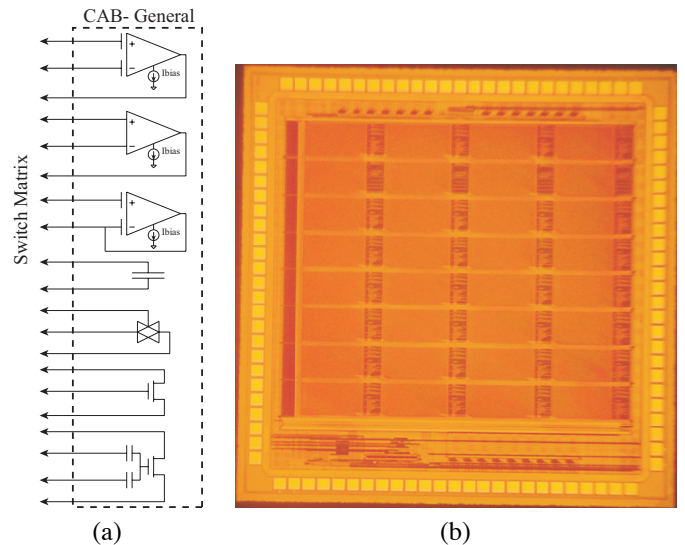 CAB- General
+
−
Ibias
+
−
Ibias
+
−
Ibias
Switch Matrix
(a)
(b)